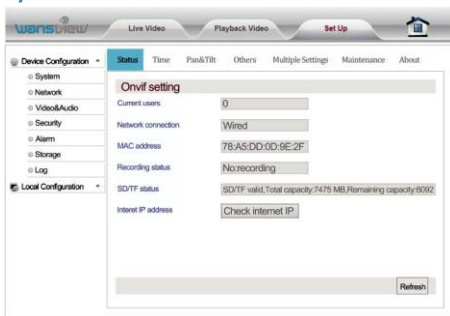 wansview
Live Video Playback Video Set Up
Device Configuration
System
Network
Video&Audio
Security
Alarm
Storage
Log
Local Configuration
Status Time Pan&Tilt Others Multiple Settings Maintenance About
Onvif setting
Current users 0
Network connection Wired
MAC address 78:A5:DD:0D:9E:2F
Recording status No:recording
SD/TF status SD/TF valid,Total capacity:7475 MB,Remaining capacity:6092
Interet IP address Check internet IP
Refresh